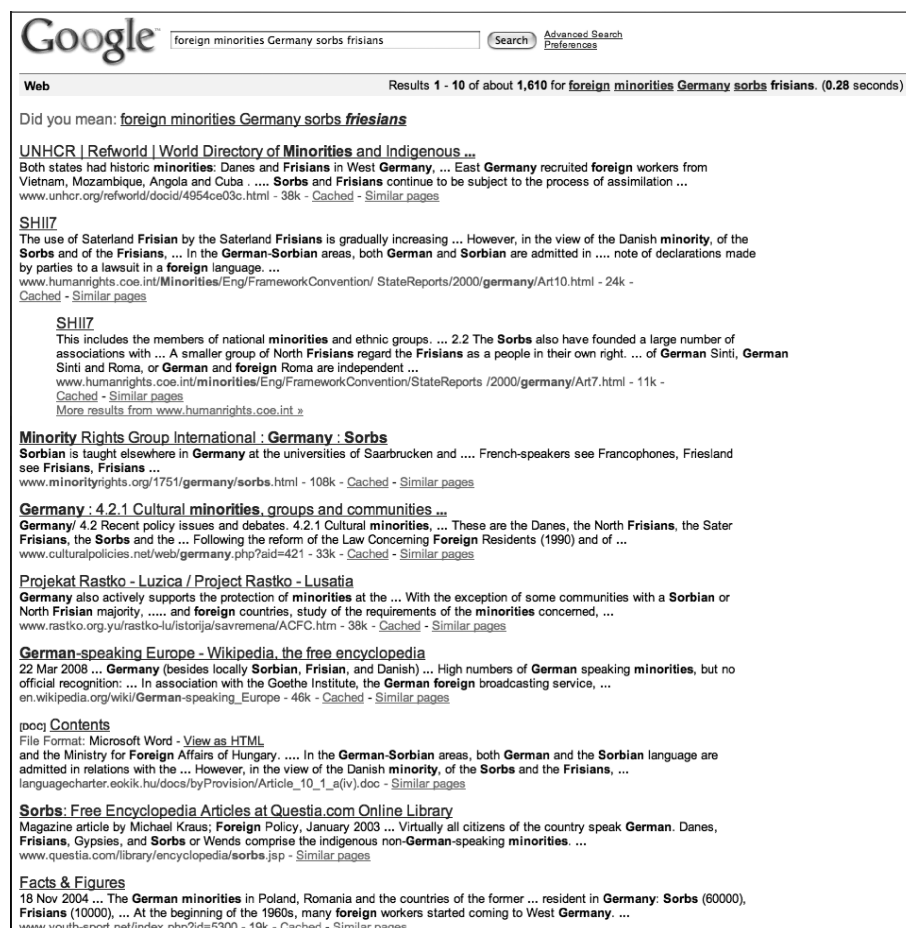 Google™ foreign minorities Germany sorbs frisians Search Advanced Search
Preferences
Web Results 1 - 10 of about 1,610 for foreign minorities Germany sorbs frisians. (0.28 seconds)
Did you mean: foreign minorities Germany sorbs friesians
UNHCR | Refworld | World Directory of Minorities and Indigenous ...
Both states had historic minorities: Danes and Frisians in West Germany, ... East Germany recruited foreign workers from
Vietnam, Mozambique, Angola and Cuba . .... Sorbs and Frisians continue to be subject to the process of assimilation ...
www.unhcr.org/refworld/docid/4954ce03c.html - 38k - Cached - Similar pages
SHII7
The use of Saterland Frisian by the Saterland Frisians is gradually increasing ... However, in the view of the Danish minority, of the
Sorbs and of the Frisians, ... In the German-Sorbian areas, both German and Sorbian are admitted in .... note of declarations made
by parties to a lawsuit in a foreign language. ...
www.humanrights.coe.int/Minorities/Eng/FrameworkConvention/ StateReports/2000/germany/Art10.html - 24k -
Cached - Similar pages
SHII7
This includes the members of national minorities and ethnic groups. ... 2.2 The Sorbs also have founded a large number of
associations with ... A smaller group of North Frisians regard the Frisians as a people in their own right. ... of German Sinti, German
Sinti and Roma, or German and foreign Roma are independent ...
www.humanrights.coe.int/minorities/Eng/FrameworkConvention/StateReports /2000/germany/Art7.html - 11k -
Cached - Similar pages
More results from www.humanrights.coe.int »
Minority Rights Group International : Germany : Sorbs
Sorbian is taught elsewhere in Germany at the universities of Saarbrucken and .... French-speakers see Francophones, Friesland
see Frisians, Frisians ...
www.minorityrights.org/1751/germany/sorbs.html - 108k - Cached - Similar pages
Germany : 4.2.1 Cultural minorities, groups and communities ...
Germany/ 4.2 Recent policy issues and debates. 4.2.1 Cultural minorities, ... These are the Danes, the North Frisians, the Sater
Frisians, the Sorbs and the ... Following the reform of the Law Concerning Foreign Residents (1990) and of ...
www.culturalpolicies.net/web/germany.php?aid=421 - 33k - Cached - Similar pages
Projekat Rastko - Luzica / Project Rastko - Lusatia
Germany also actively supports the protection of minorities at the ... With the exception of some communities with a Sorbian or
North Frisian majority, ..... and foreign countries, study of the requirements of the minorities concerned, ...
www.rastko.org.yu/rastko-lu/istorija/savremena/ACFC.htm - 38k - Cached - Similar pages
German-speaking Europe - Wikipedia, the free encyclopedia
22 Mar 2008 ... Germany (besides locally Sorbian, Frisian, and Danish) ... High numbers of German speaking minorities, but no
official recognition: ... In association with the Goethe Institute, the German foreign broadcasting service, ...
en.wikipedia.org/wiki/German-speaking_Europe - 46k - Cached - Similar pages
[DOC] Contents
File Format: Microsoft Word - View as HTML
and the Ministry for Foreign Affairs of Hungary. .... In the German-Sorbian areas, both German and the Sorbian language are
admitted in relations with the ... However, in the view of the Danish minority, of the Sorbs and the Frisians, ...
languagecharter.eokik.hu/docs/byProvision/Article_10_1_a(iv).doc - Similar pages
Sorbs: Free Encyclopedia Articles at Questia.com Online Library
Magazine article by Michael Kraus; Foreign Policy, January 2003 ... Virtually all citizens of the country speak German. Danes,
Frisians, Gypsies, and Sorbs or Wends comprise the indigenous non-German-speaking minorities. ...
www.questia.com/library/encyclopedia/sorbs.jsp - Similar pages
Facts & Figures
18 Nov 2004 ... The German minorities in Poland, Romania and the countries of the former ... resident in Germany: Sorbs (60000),
Frisians (10000), ... At the beginning of the 1960s, many foreign workers started coming to West Germany. ...
www.youth-sport.net/index.php?id=5300 - 19k - Cached - Similar pages